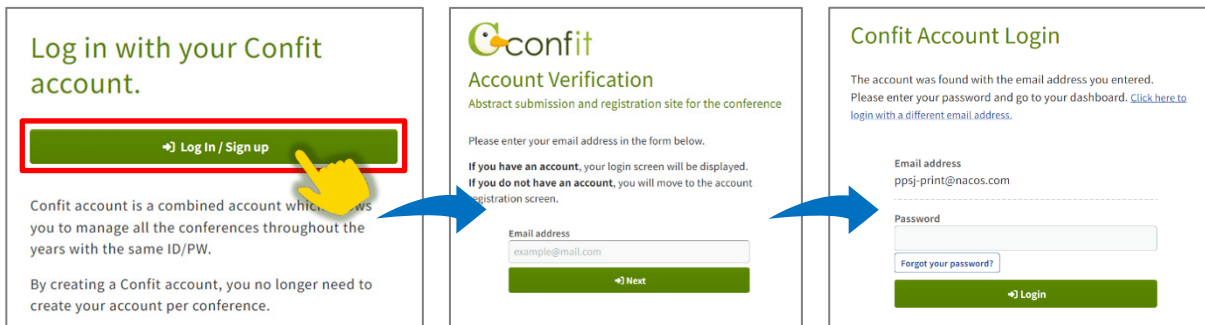 Log in with your Confit
account.
Log In / Sign up
Confit account is a combined account which
you to manage all the conferences throughout the
years with the same ID/PW.
By creating a Confit account, you no longer need to
create your account per conference.
confit
Account Verification
Abstract submission and registration site for the conference
Please enter your email address in the form below.
If you have an account, your login screen will be displayed.
If you do not have an account, you will move to the account
registration screen.
Email address
example@mail.com
Next
Confit Account Login
The account was found with the email address you entered.
Please enter your password and go to your dashboard. Click here to
login with a different email address.
Email address
ppsj-print@nacos.com
Password
Forgot your password?
Login